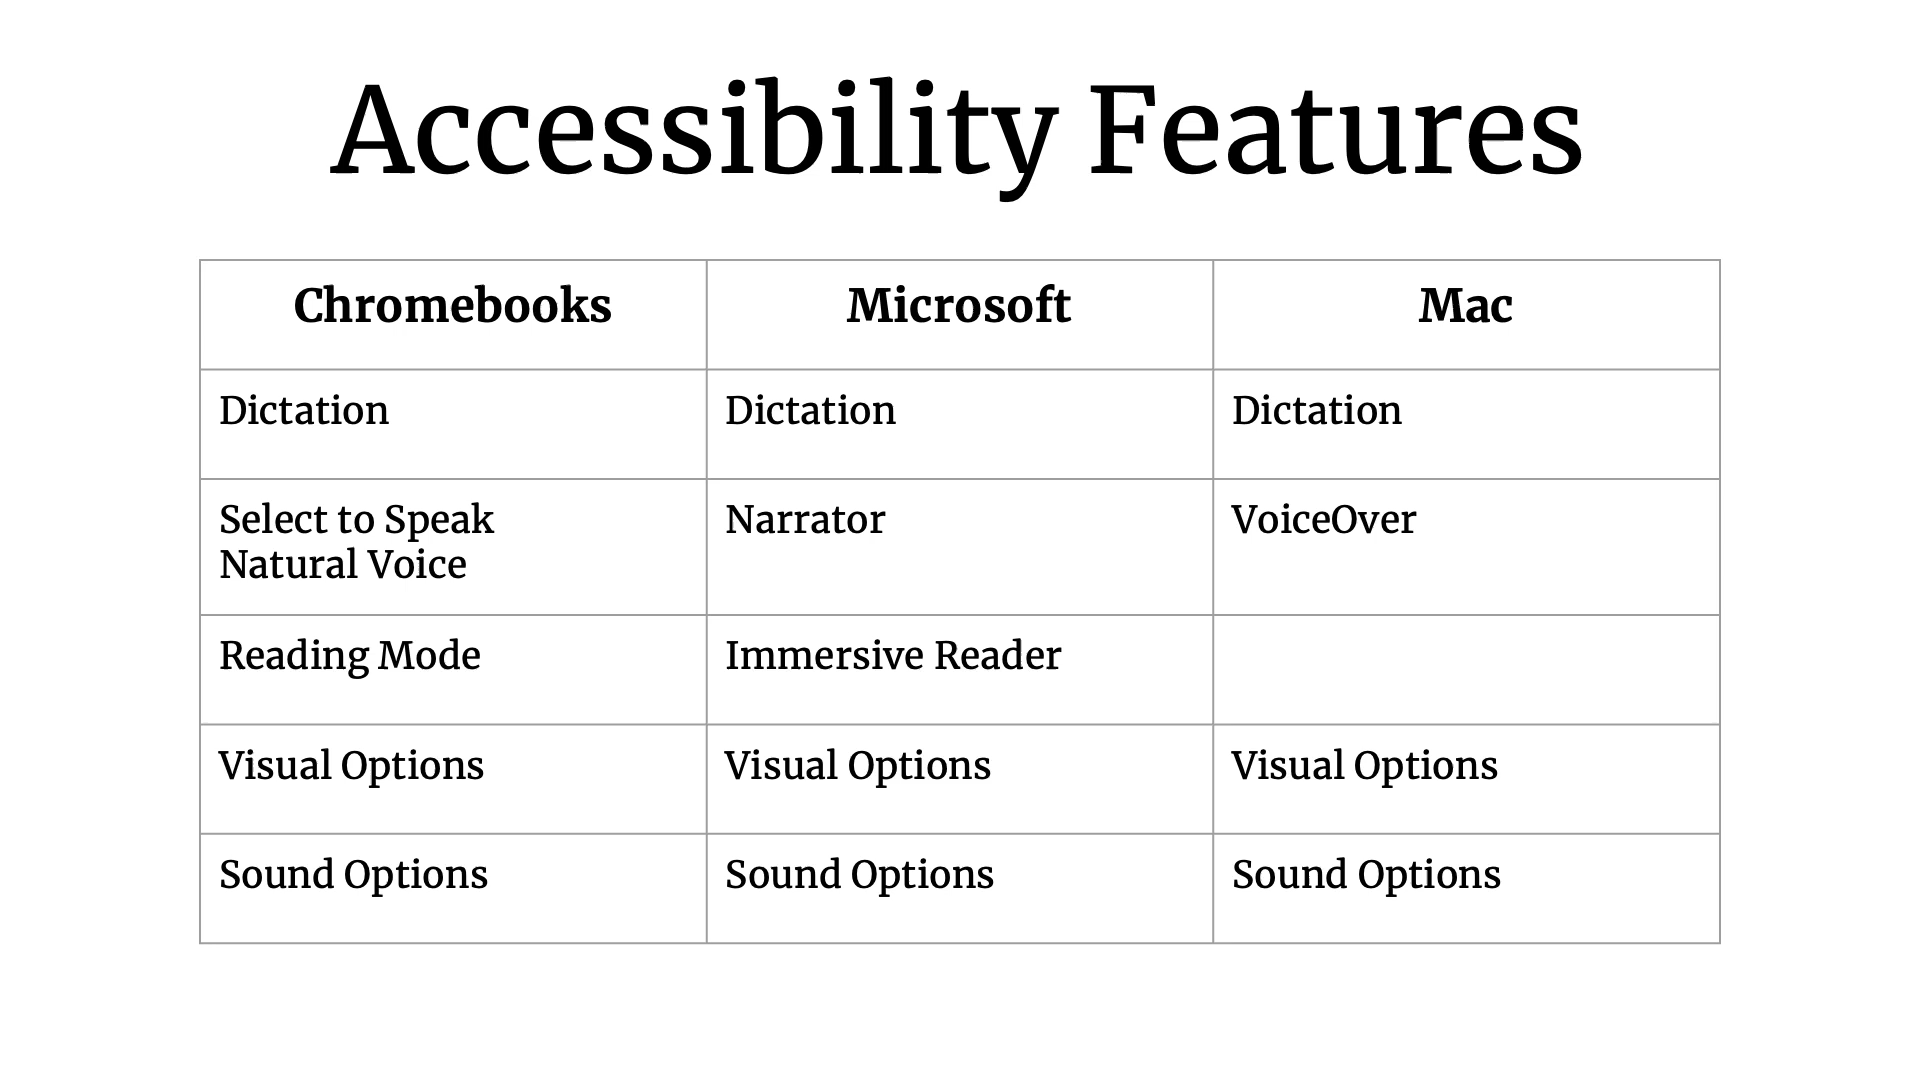 Accessibility Features
Chromebooks Microsoft Mac
Dictation Dictation Dictation
Select to Speak Narrator VoiceOver
Natural Voice
Reading Mode Immersive Reader
Visual Options Visual Options Visual Options
Sound Options Sound Options Sound Options